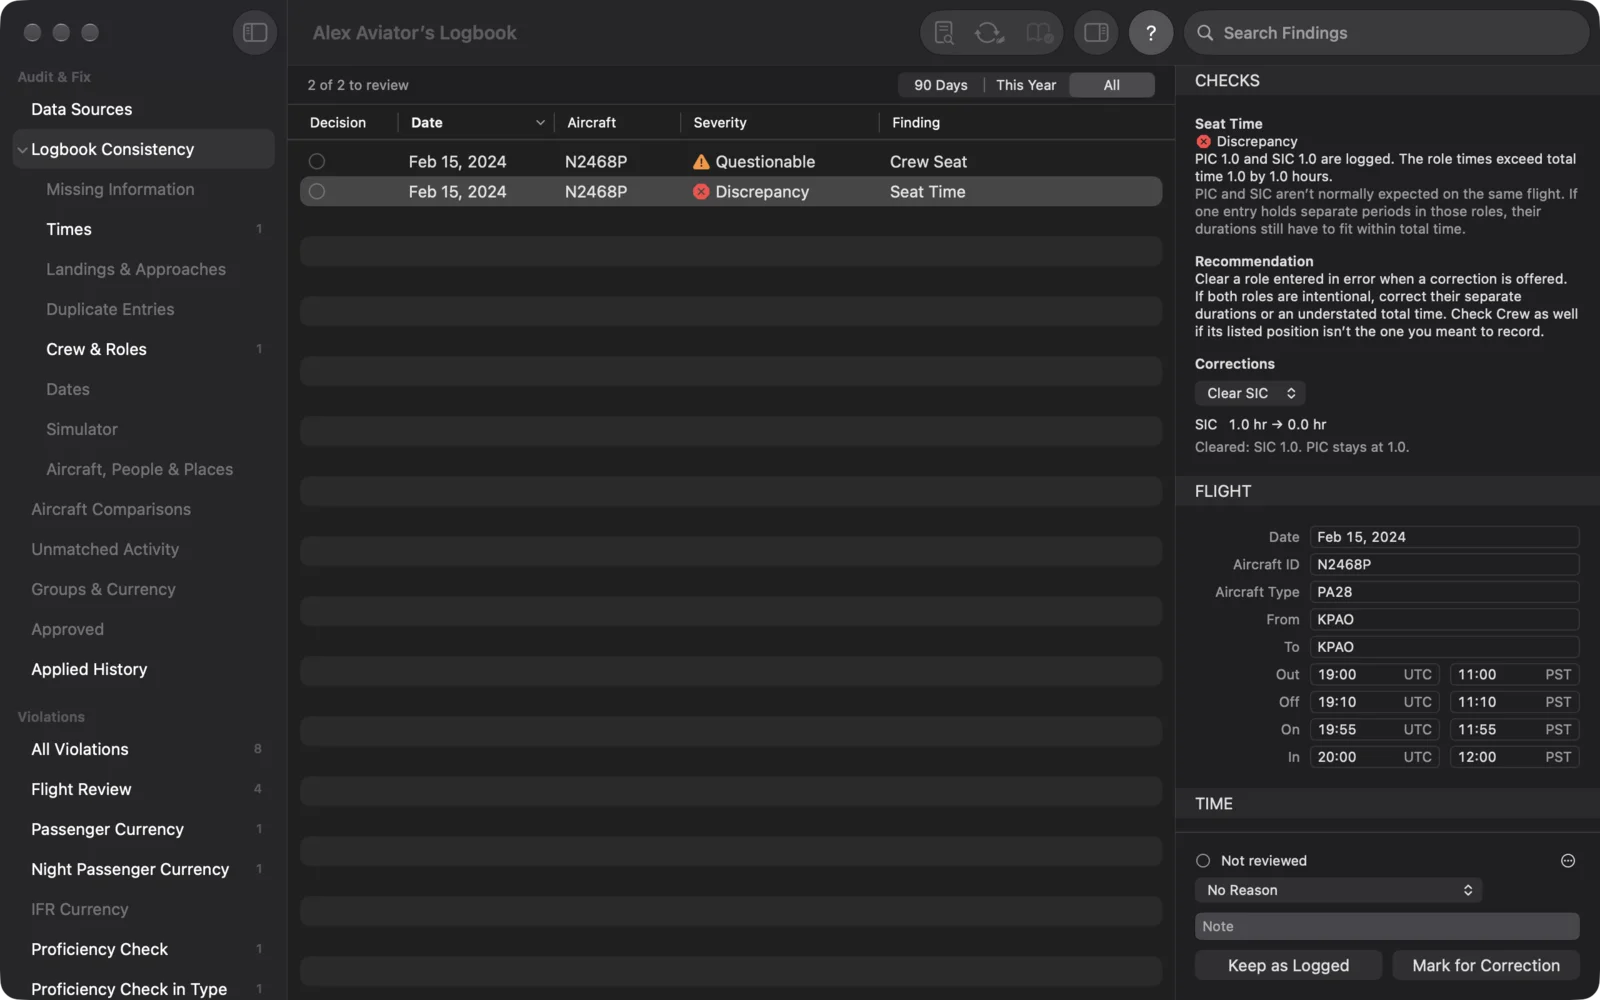 Alex Aviator’s Logbook
?
Search Findings
Audit & Fix
Data Sources
Logbook Consistency
Missing Information
Times 1
Landings & Approaches
Duplicate Entries
Crew & Roles 1
Dates
Simulator
Aircraft, People & Places
Aircraft Comparisons
Unmatched Activity
Groups & Currency
Approved
Applied History
Violations
All Violations 8
Flight Review 4
Passenger Currency 1
Night Passenger Currency 1
IFR Currency
Proficiency Check 1
Proficiency Check in Type 1
2 of 2 to review
90 Days This Year All
Decision Date Aircraft Severity Finding
Feb 15, 2024 N2468P Questionable Crew Seat
Feb 15, 2024 N2468P Discrepancy Seat Time
CHECKS
Seat Time
Discrepancy
PIC 1.0 and SIC 1.0 are logged. The role times exceed total
time 1.0 by 1.0 hours.
PIC and SIC aren’t normally expected on the same flight. If
one entry holds separate periods in those roles, their
durations still have to fit within total time.
Recommendation
Clear a role entered in error when a correction is offered.
If both roles are intentional, correct their separate
durations or an understated total time. Check Crew as well
if its listed position isn’t the one you meant to record.
Corrections
Clear SIC
SIC 1.0 hr → 0.0 hr
Cleared: SIC 1.0. PIC stays at 1.0.
FLIGHT
Date Feb 15, 2024
Aircraft ID N2468P
Aircraft Type PA28
From KPAO
To KPAO
Out 19:00 UTC 11:00 PST
Off 19:10 UTC 11:10 PST
On 19:55 UTC 11:55 PST
In 20:00 UTC 12:00 PST
TIME
Not reviewed
No Reason
Note
Keep as Logged Mark for Correction